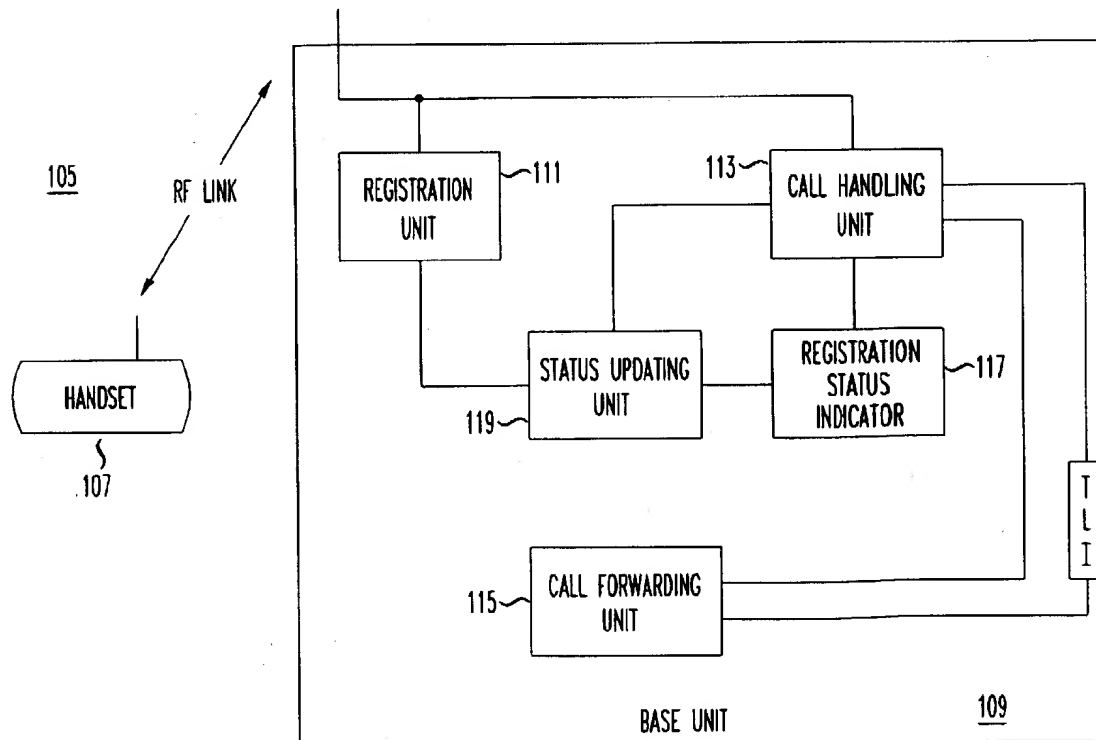 105
RF LINK
HANDSET
107
REGISTRATION
UNIT
111
113
CALL HANDLING
UNIT
STATUS UPDATING
UNIT
119
REGISTRATION
STATUS
INDICATOR
117
T
L
I
115
CALL FORWARDING
UNIT
BASE UNIT
109